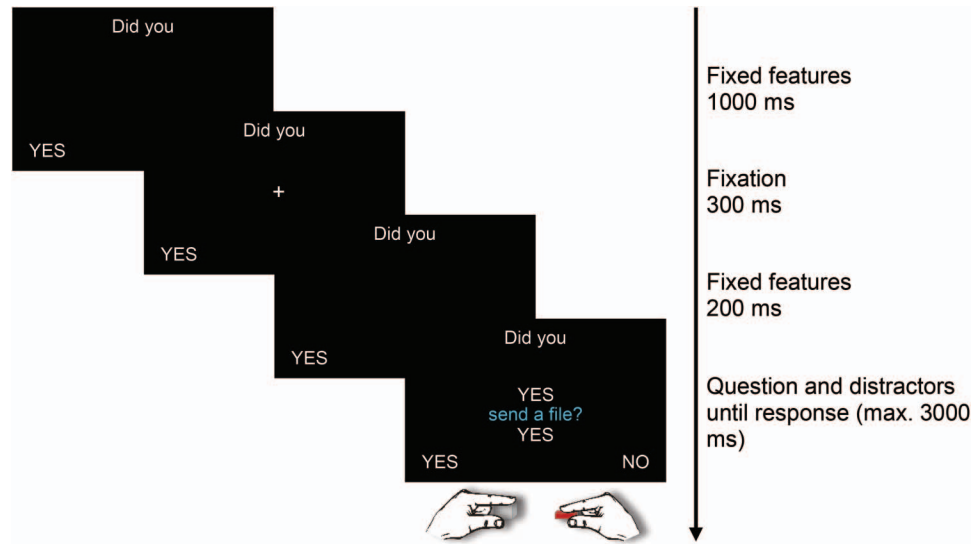 Did you
YES
Did you
+
YES
Did you
YES
Did you
YES
send a file?
YES
YES NO
Fixed features
1000 ms
Fixation
300 ms
Fixed features
200 ms
Question and distractors
until response (max. 3000
ms)